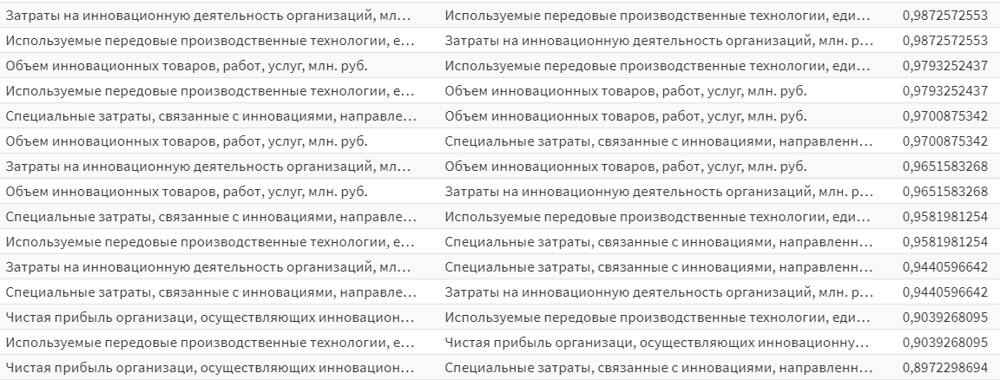 Затраты на инновационную деятельность организаций, мл... Используемые передовые производственные технологии, еди... 0,9872572553
Используемые передовые производственные технологии, е... Затраты на инновационную деятельность организаций, млн. р... 0,9872572553
Объем инновационных товаров, работ, услуг, млн. руб. Используемые передовые производственные технологии, еди... 0,9793252437
Используемые передовые производственные технологии, е... Объем инновационных товаров, работ, услуг, млн. руб. 0,9793252437
Специальные затраты, связанные с инновациями, направле... Объем инновационных товаров, работ, услуг, млн. руб. 0,9700875342
Объем инновационных товаров, работ, услуг, млн. руб. Специальные затраты, связанные с инновациями, направленн... 0,9700875342
Затраты на инновационную деятельность организаций, мл... Объем инновационных товаров, работ, услуг, млн. руб. 0,9651583268
Объем инновационных товаров, работ, услуг, млн. руб. Затраты на инновационную деятельность организаций, млн. р... 0,9651583268
Специальные затраты, связанные с инновациями, направле... Используемые передовые производственные технологии, еди... 0,9581981254
Используемые передовые производственные технологии, е... Специальные затраты, связанные с инновациями, направленн... 0,9581981254
Затраты на инновационную деятельность организаций, мл... Специальные затраты, связанные с инновациями, направленн... 0,9440596642
Специальные затраты, связанные с инновациями, направле... Затраты на инновационную деятельность организаций, млн. р... 0,9440596642
Чистая прибыль организаци, осуществляющих инновацион... Используемые передовые производственные технологии, еди... 0,9039268095
Используемые передовые производственные технологии, е... Чистая прибыль организаци, осуществляющих инновационну... 0,9039268095
Чистая прибыль организаци, осуществляющих инновацион... Специальные затраты, связанные с инновациями, направленн... 0,8972298694